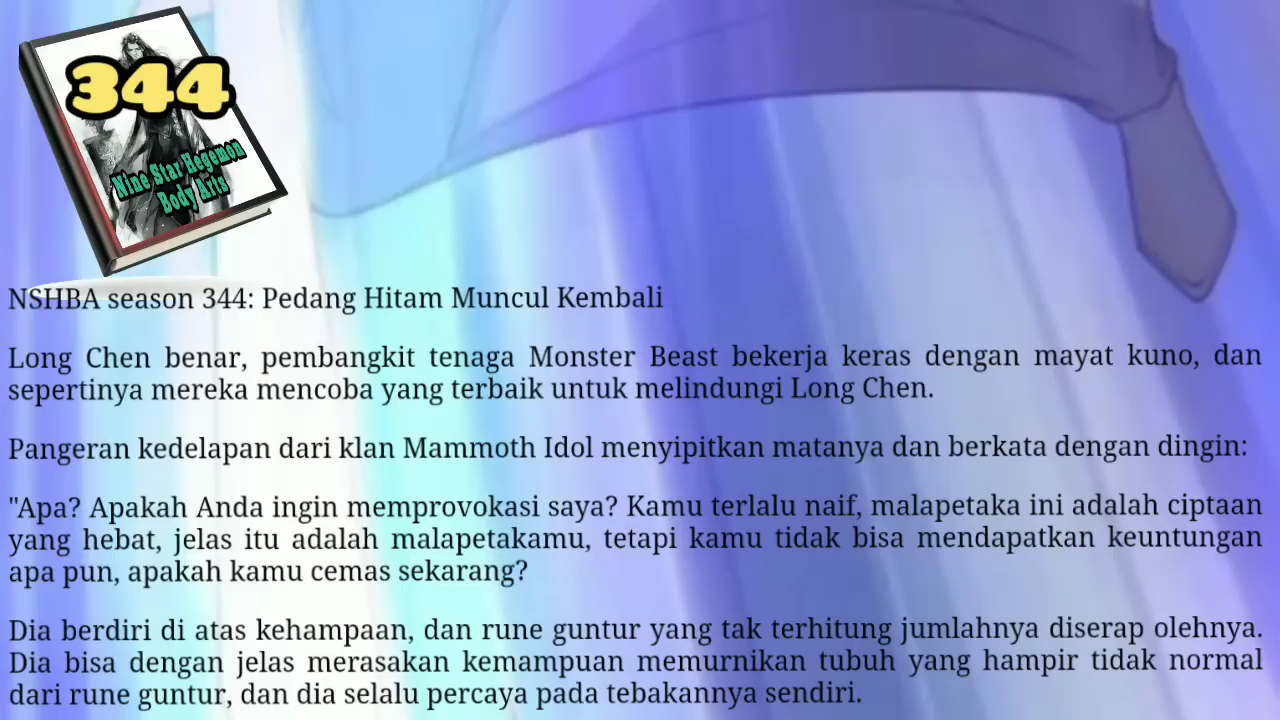 344
Nine Star Hegemon
Body Arts
NSHBA season 344: Pedang Hitam Muncul Kembali
Long Chen benar, pembangkit tenaga Monster Beast bekerja keras dengan mayat kuno, dan
sepertinya mereka mencoba yang terbaik untuk melindungi Long Chen.
Pangeran kedelapan dari klan Mammoth Idol menyipitkan matanya dan berkata dengan dingin:
"Apa? Apakah Anda ingin memprovokasi saya? Kamu terlalu naif, malapetaka ini adalah ciptaan
yang hebat, jelas itu adalah malapetakamu, tetapi kamu tidak bisa mendapatkan keuntungan
apa pun, apakah kamu cemas sekarang?
Dia berdiri di atas kehampaan, dan rune guntur yang tak terhitung jumlahnya diserap olehnya.
Dia bisa dengan jelas merasakan kemampuan memurnikan tubuh yang hampir tidak normal
dari rune guntur, dan dia selalu percaya pada tebakannya sendiri.